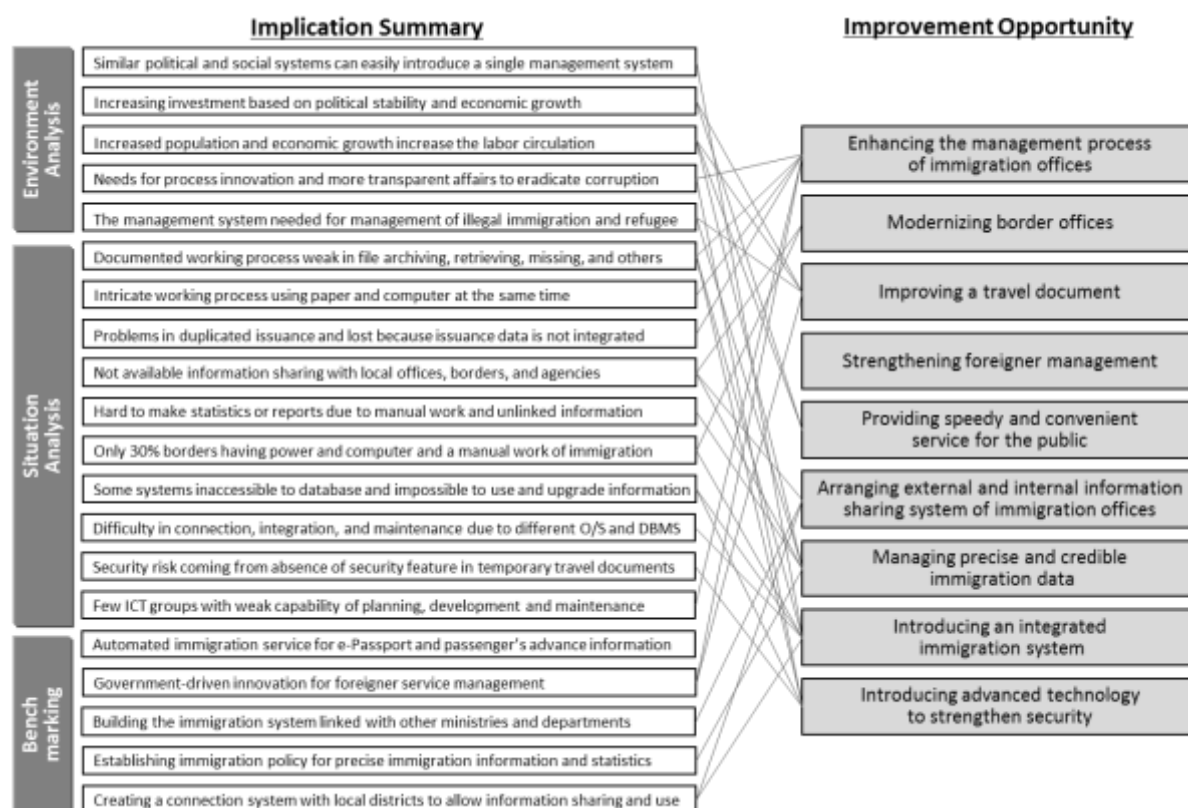 Implication Summary
Improvement Opportunity
Environment
Analysis
Similar political and social systems can easily introduce a single management system
Increasing investment based on political stability and economic growth
Increased population and economic growth increase the labor circulation
Needs for process innovation and more transparent affairs to eradicate corruption
The management system needed for management of illegal immigration and refugee
Situation
Analysis
Documented working process weak in file archiving, retrieving, missing, and others
Intricate working process using paper and computer at the same time
Problems in duplicated issuance and lost because issuance data is not integrated
Not available information sharing with local offices, borders, and agencies
Hard to make statistics or reports due to manual work and unlinked information
Only 30% borders having power and computer and a manual work of immigration
Some systems inaccessible to database and impossible to use and upgrade information
Difficulty in connection, integration, and maintenance due to different O/S and DBMS
Security risk coming from absence of security feature in temporary travel documents
Few ICT groups with weak capability of planning, development and maintenance
Bench
marking
Automated immigration service for e-Passport and passenger's advance information
Government-driven innovation for foreigner service management
Building the immigration system linked with other ministries and departments
Establishing immigration policy for precise immigration information and statistics
Creating a connection system with local districts to allow information sharing and use
Enhancing the management process
of immigration offices
Modernizing border offices
Improving a travel document
Strengthening foreigner management
Providing speedy and convenient
service for the public
Arranging external and internal information
sharing system of immigration offices
Managing precise and credible
immigration data
Introducing an integrated
immigration system
Introducing advanced technology
to strengthen security